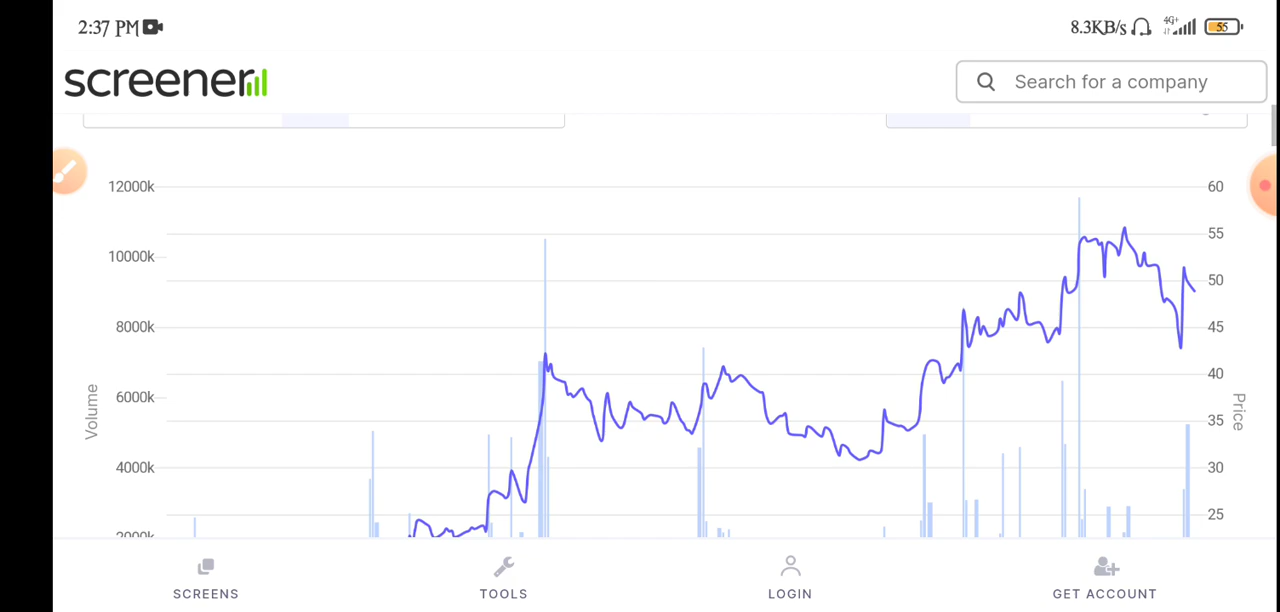 2:37 PM 8.3KB/s 4G+ 55
screener Search for a company
12000k 60
55
10000k 50
8000k 45
40
6000k 35
Volume Price
4000k 30
25
2000k
SCREENS TOOLS LOGIN GET ACCOUNT